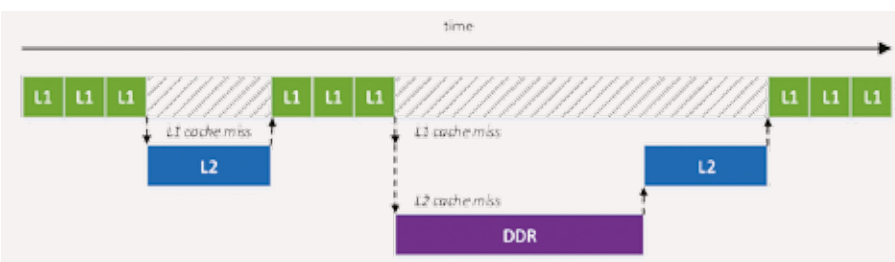 time
L1 L1 L1 L1 L1 L1 L1 L1 L1
L1 cache miss L1 cache miss
L2 L2
L2 cache miss
DDR